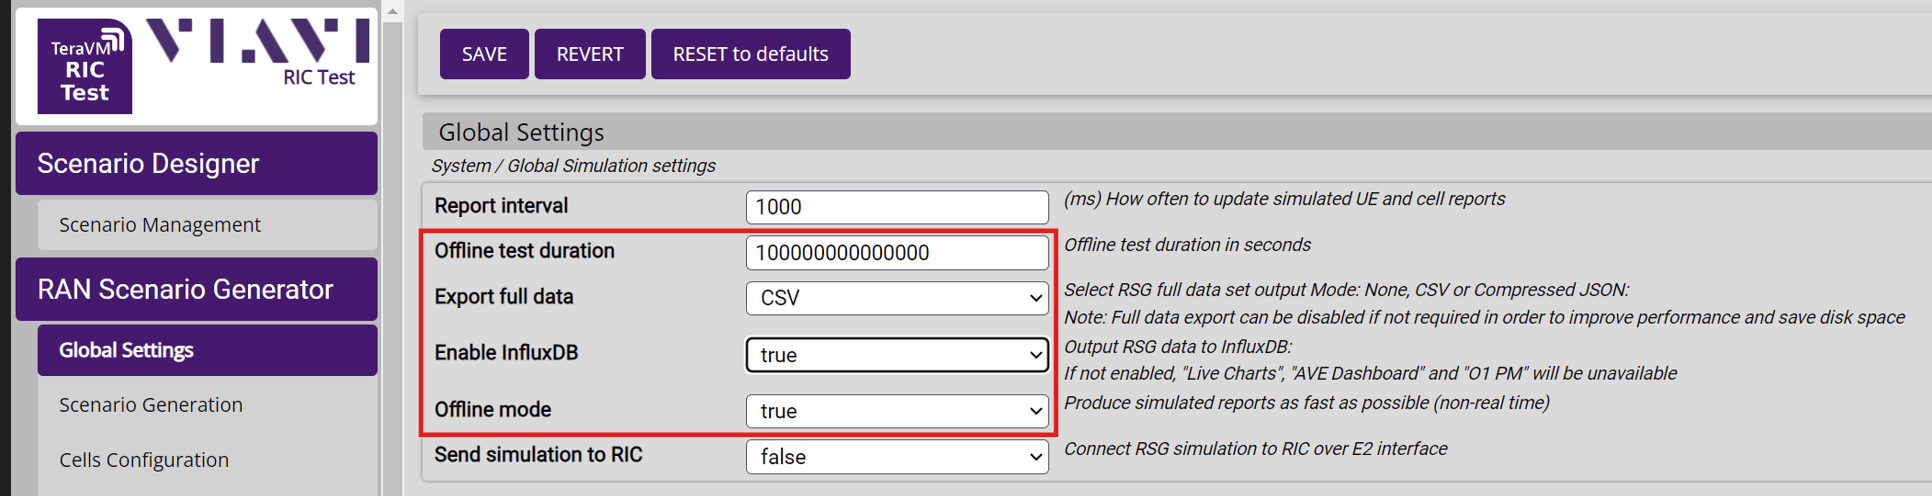 TeraVM
RIC
Test
VIAVI
RIC Test
Scenario Designer
Scenario Management
RAN Scenario Generator
Global Settings
Scenario Generation
Cells Configuration
SAVE REVERT RESET to defaults
Global Settings
System / Global Simulation settings
Report interval 1000 (ms) How often to update simulated UE and cell reports
Offline test duration 100000000000000 Offline test duration in seconds
Export full data CSV Select RSG full data set output Mode: None, CSV or Compressed JSON:
Note: Full data export can be disabled if not required in order to improve performance and save disk space
Enable InfluxDB true Output RSG data to InfluxDB:
If not enabled, "Live Charts", "AVE Dashboard" and "O1 PM" will be unavailable
Offline mode true Produce simulated reports as fast as possible (non-real time)
Send simulation to RIC false Connect RSG simulation to RIC over E2 interface